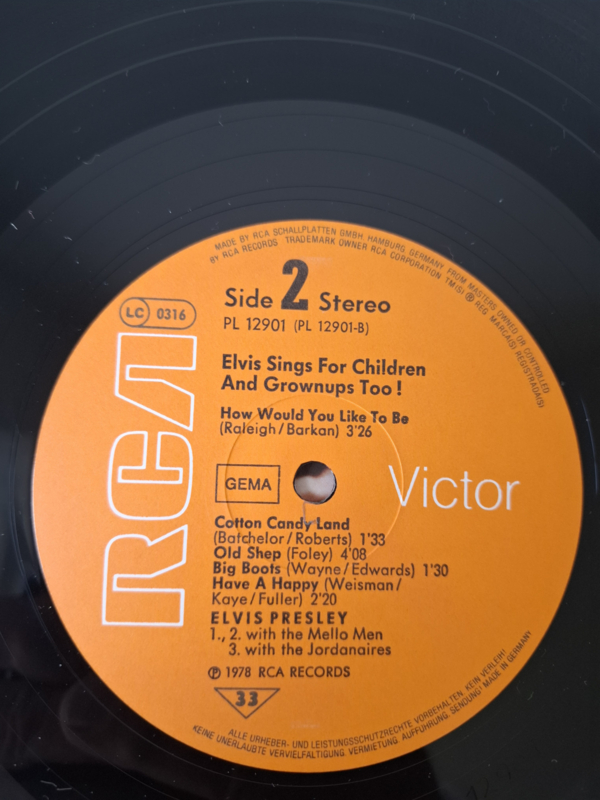 MADE BY RCA SCHALLPLATTEN GMBH, HAMBURG, GERMANY FROM MASTERS OWNED OR CONTROLLED
BY RCA RECORDS TRADEMARK OWNER RCA CORPORATION TM(S) ® REG. MARCA(S) REGISTRADA(S)
Side 2 Stereo
LC 0316
PL 12901 (PL 12901-B)
Elvis Sings For Children
And Grownups Too!
How Would You Like To Be
(Raleigh/Barkan) 3'26
RCA
GEMA
Victor
Cotton Candy Land
(Batchelor/Roberts) 1'33
Old Shep (Foley) 4'08
Big Boots (Wayne/Edwards) 1'30
Have A Happy (Weisman/
Kaye/Fuller) 2'20
ELVIS PRESLEY
1., 2. with the Mello Men
3. with the Jordanaires
℗ 1978 RCA RECORDS
33
ALLE URHEBER- UND LEISTUNGSSCHUTZRECHTE VORBEHALTEN. KEIN VERLEIH!
KEINE UNERLAUBTE VERVIELFÄLTIGUNG, VERMIETUNG, AUFFÜHRUNG, SENDUNG! MADE IN GERMANY